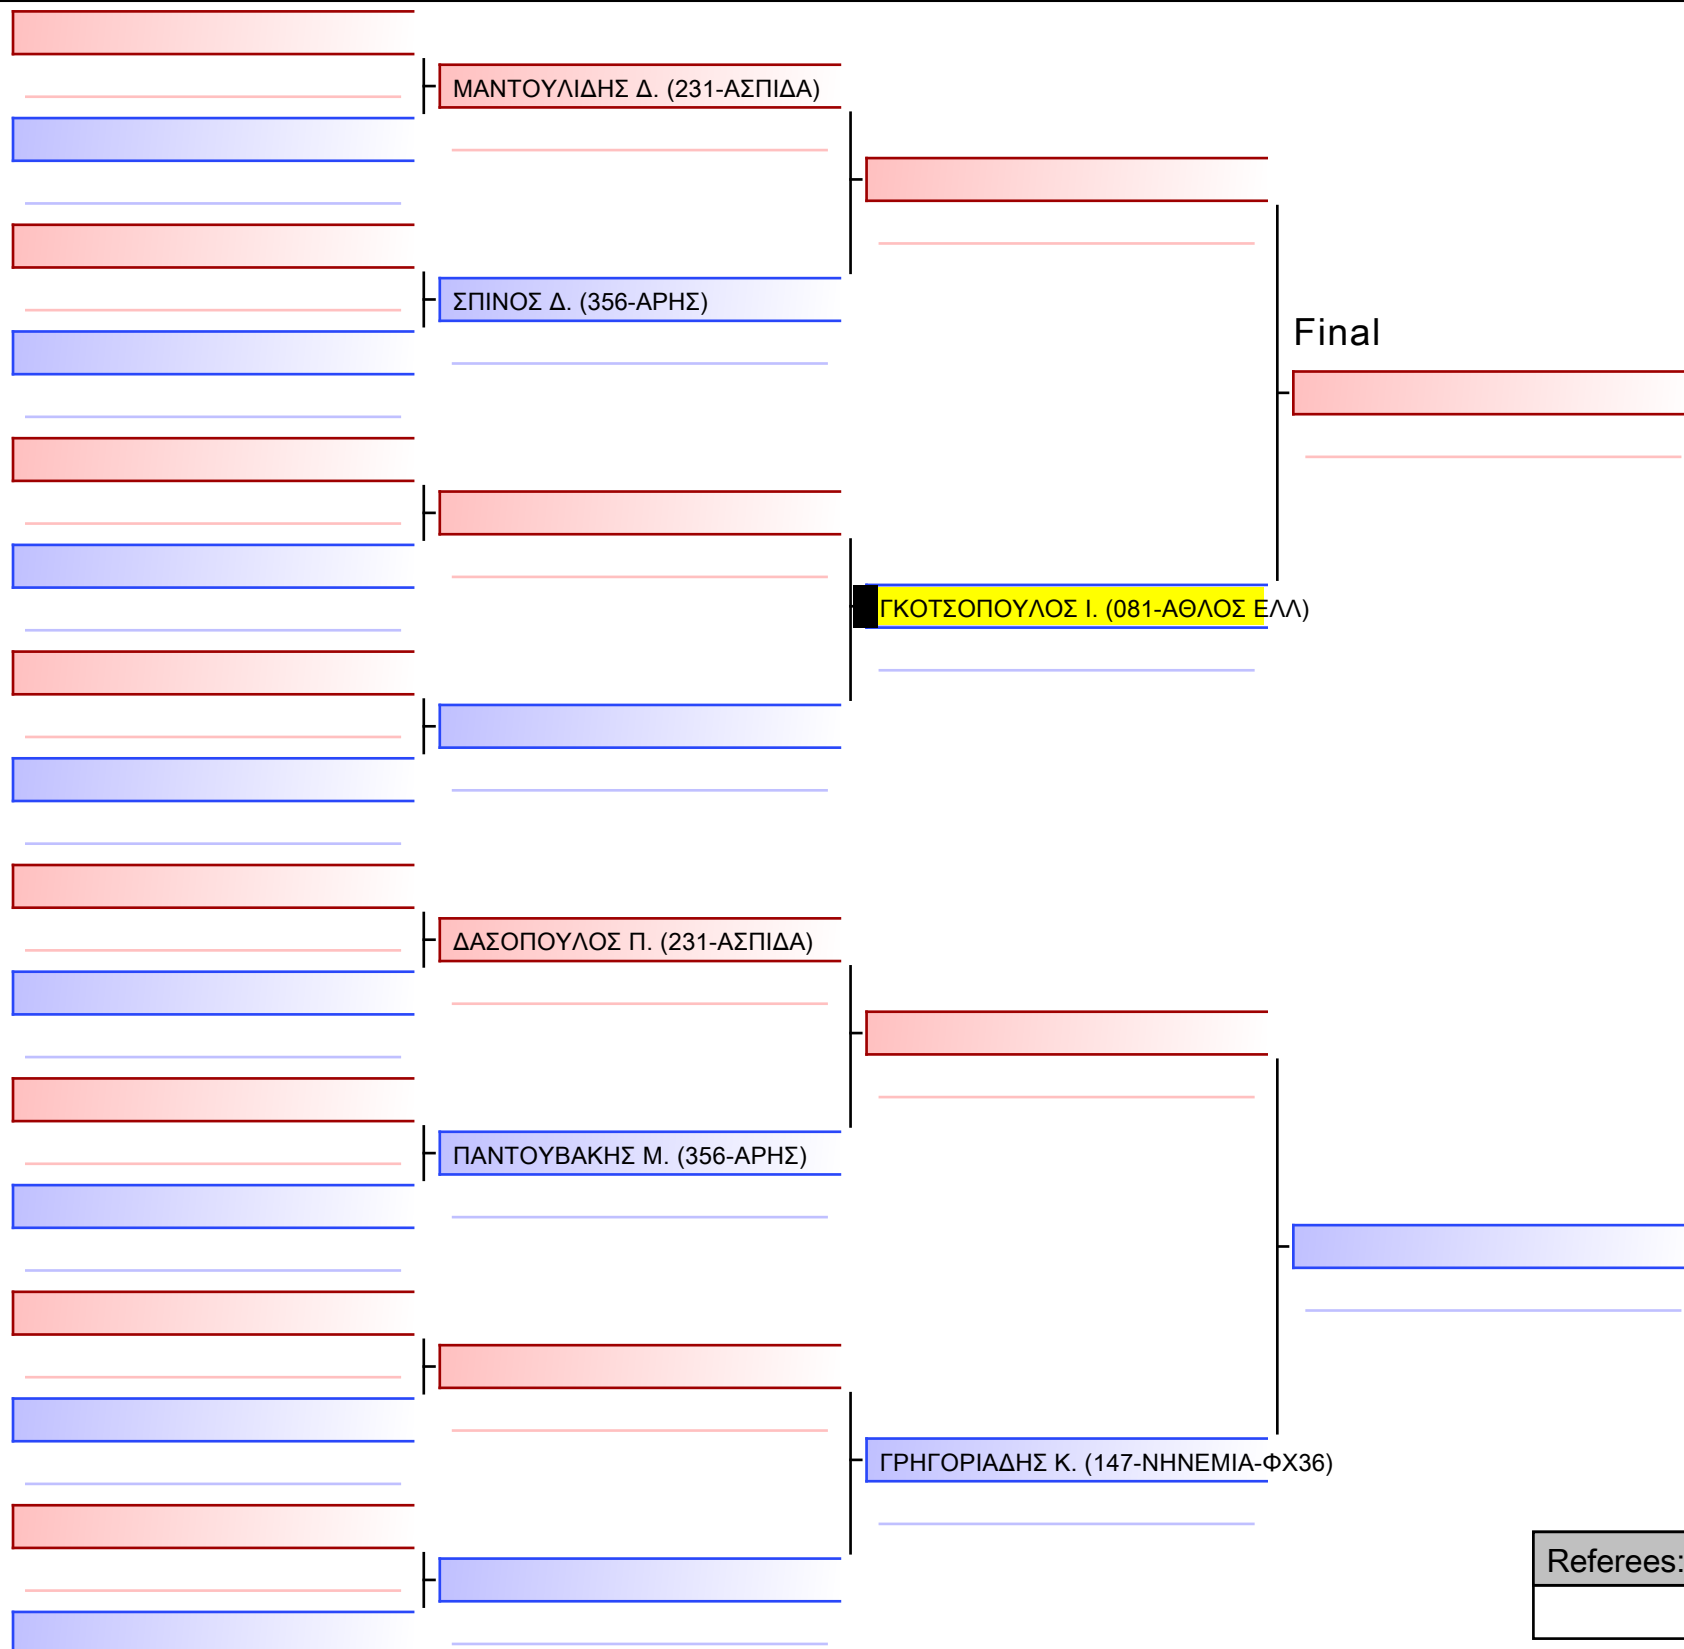 ΜΑΝΤΟΥΛΙΔΗΣ Δ. (231-ΑΣΠΙΔΑ)
ΣΠΙΝΟΣ Δ. (356-ΑΡΗΣ)
Final
ΓΚΟΤΣΟΠΟΥΛΟΣ Ι. (081-ΑΘΛΟΣ ΕΛΛ)
ΔΑΣΟΠΟΥΛΟΣ Π. (231-ΑΣΠΙΔΑ)
ΠΑΝΤΟΥΒΑΚΗΣ Μ. (356-ΑΡΗΣ)
ΓΡΗΓΟΡΙΑΔΗΣ Κ. (147-ΝΗΝΕΜΙΑ-ΦΧ36)
Referees: